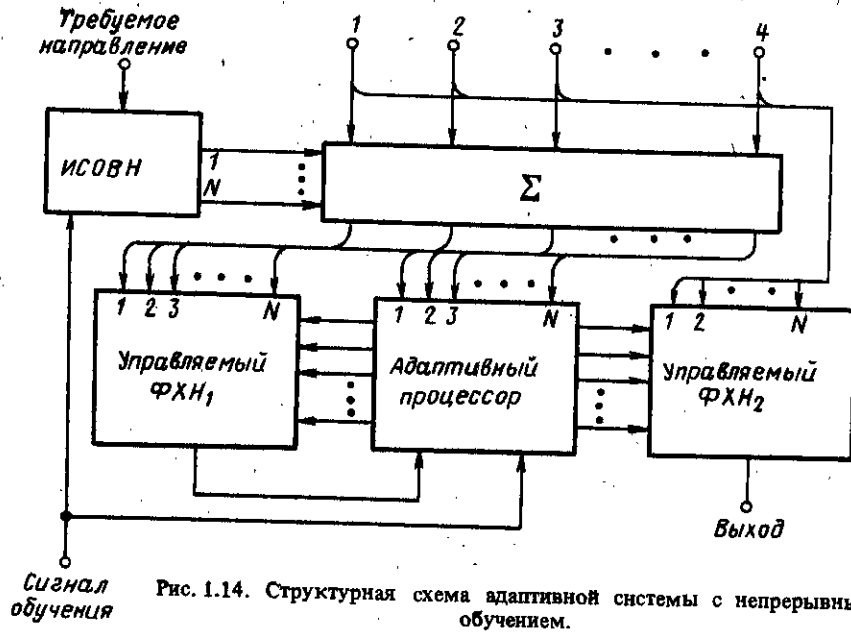 Требуемое
направление
1 2 3 4
ИСОВН
1
N
Σ
1 2 3 N
Управляемый
ФХН₁
1 2 3 N
Адаптивный
процессор
1 2 N
Управляемый
ФХН₂
Выход
Сигнал
обучения
Рис. 1.14. Структурная схема адаптивной системы с непрерывны
обучением.